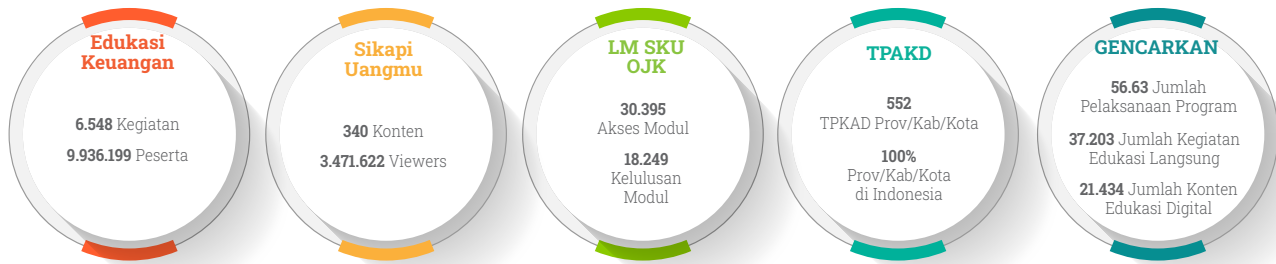 Edukasi
Keuangan
6.548 Kegiatan
9.936.199 Peserta
Sikapi
Uangmu
340 Konten
3.471.622 Viewers
LM SKU
OJK
30.395
Akses Modul
18.249
Kelulusan
Modul
TPAKD
552
TPKAD Prov/Kab/Kota
100%
Prov/Kab/Kota
di Indonesia
GENCARKAN
56.63 Jumlah
Pelaksanaan Program
37.203 Jumlah Kegiatan
Edukasi Langsung
21.434 Jumlah Konten
Edukasi Digital